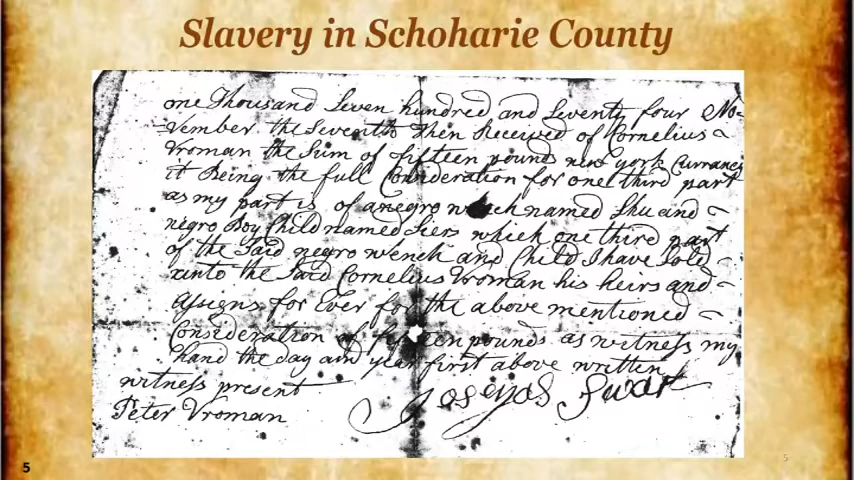 Slavery in Schoharie County
one Thousand Seven hundred and Seventy four No-
vember the Seventh Then Received of Cornelius
Vroman the Sum of fifteen pounds new york Currancy
it Being the full Consideration for one third part
as my part is of a negro wench named Shu and
negro Boy Child named Siers which one third part
of the Said negro wench and Child I have Sold
unto the Said Cornelius Vroman his heirs and
assigns for Ever for the above mentioned
Consideration of fifteen pounds as witness my
hand the day and year first above written
witness present
Joseyas Swart
Peter Vroman
5
5